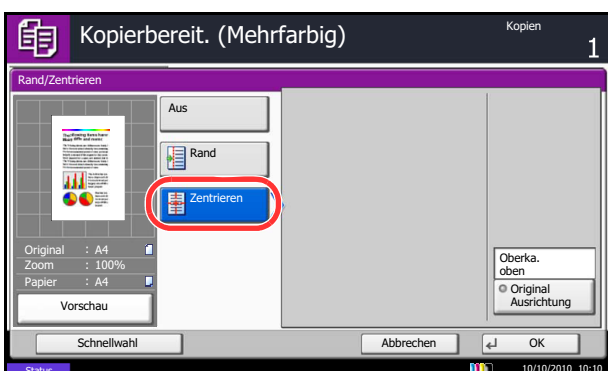 Kopierbereit. (Mehrfarbig)
Kopien
1
Rand/Zentrieren
Aus
Rand
Zentrieren
Original : A4
Zoom : 100%
Papier : A4
Vorschau
Oberka.
oben
Original
Ausrichtung
Schnellwahl
Abbrechen
OK
Status
10/10/2010 10:10